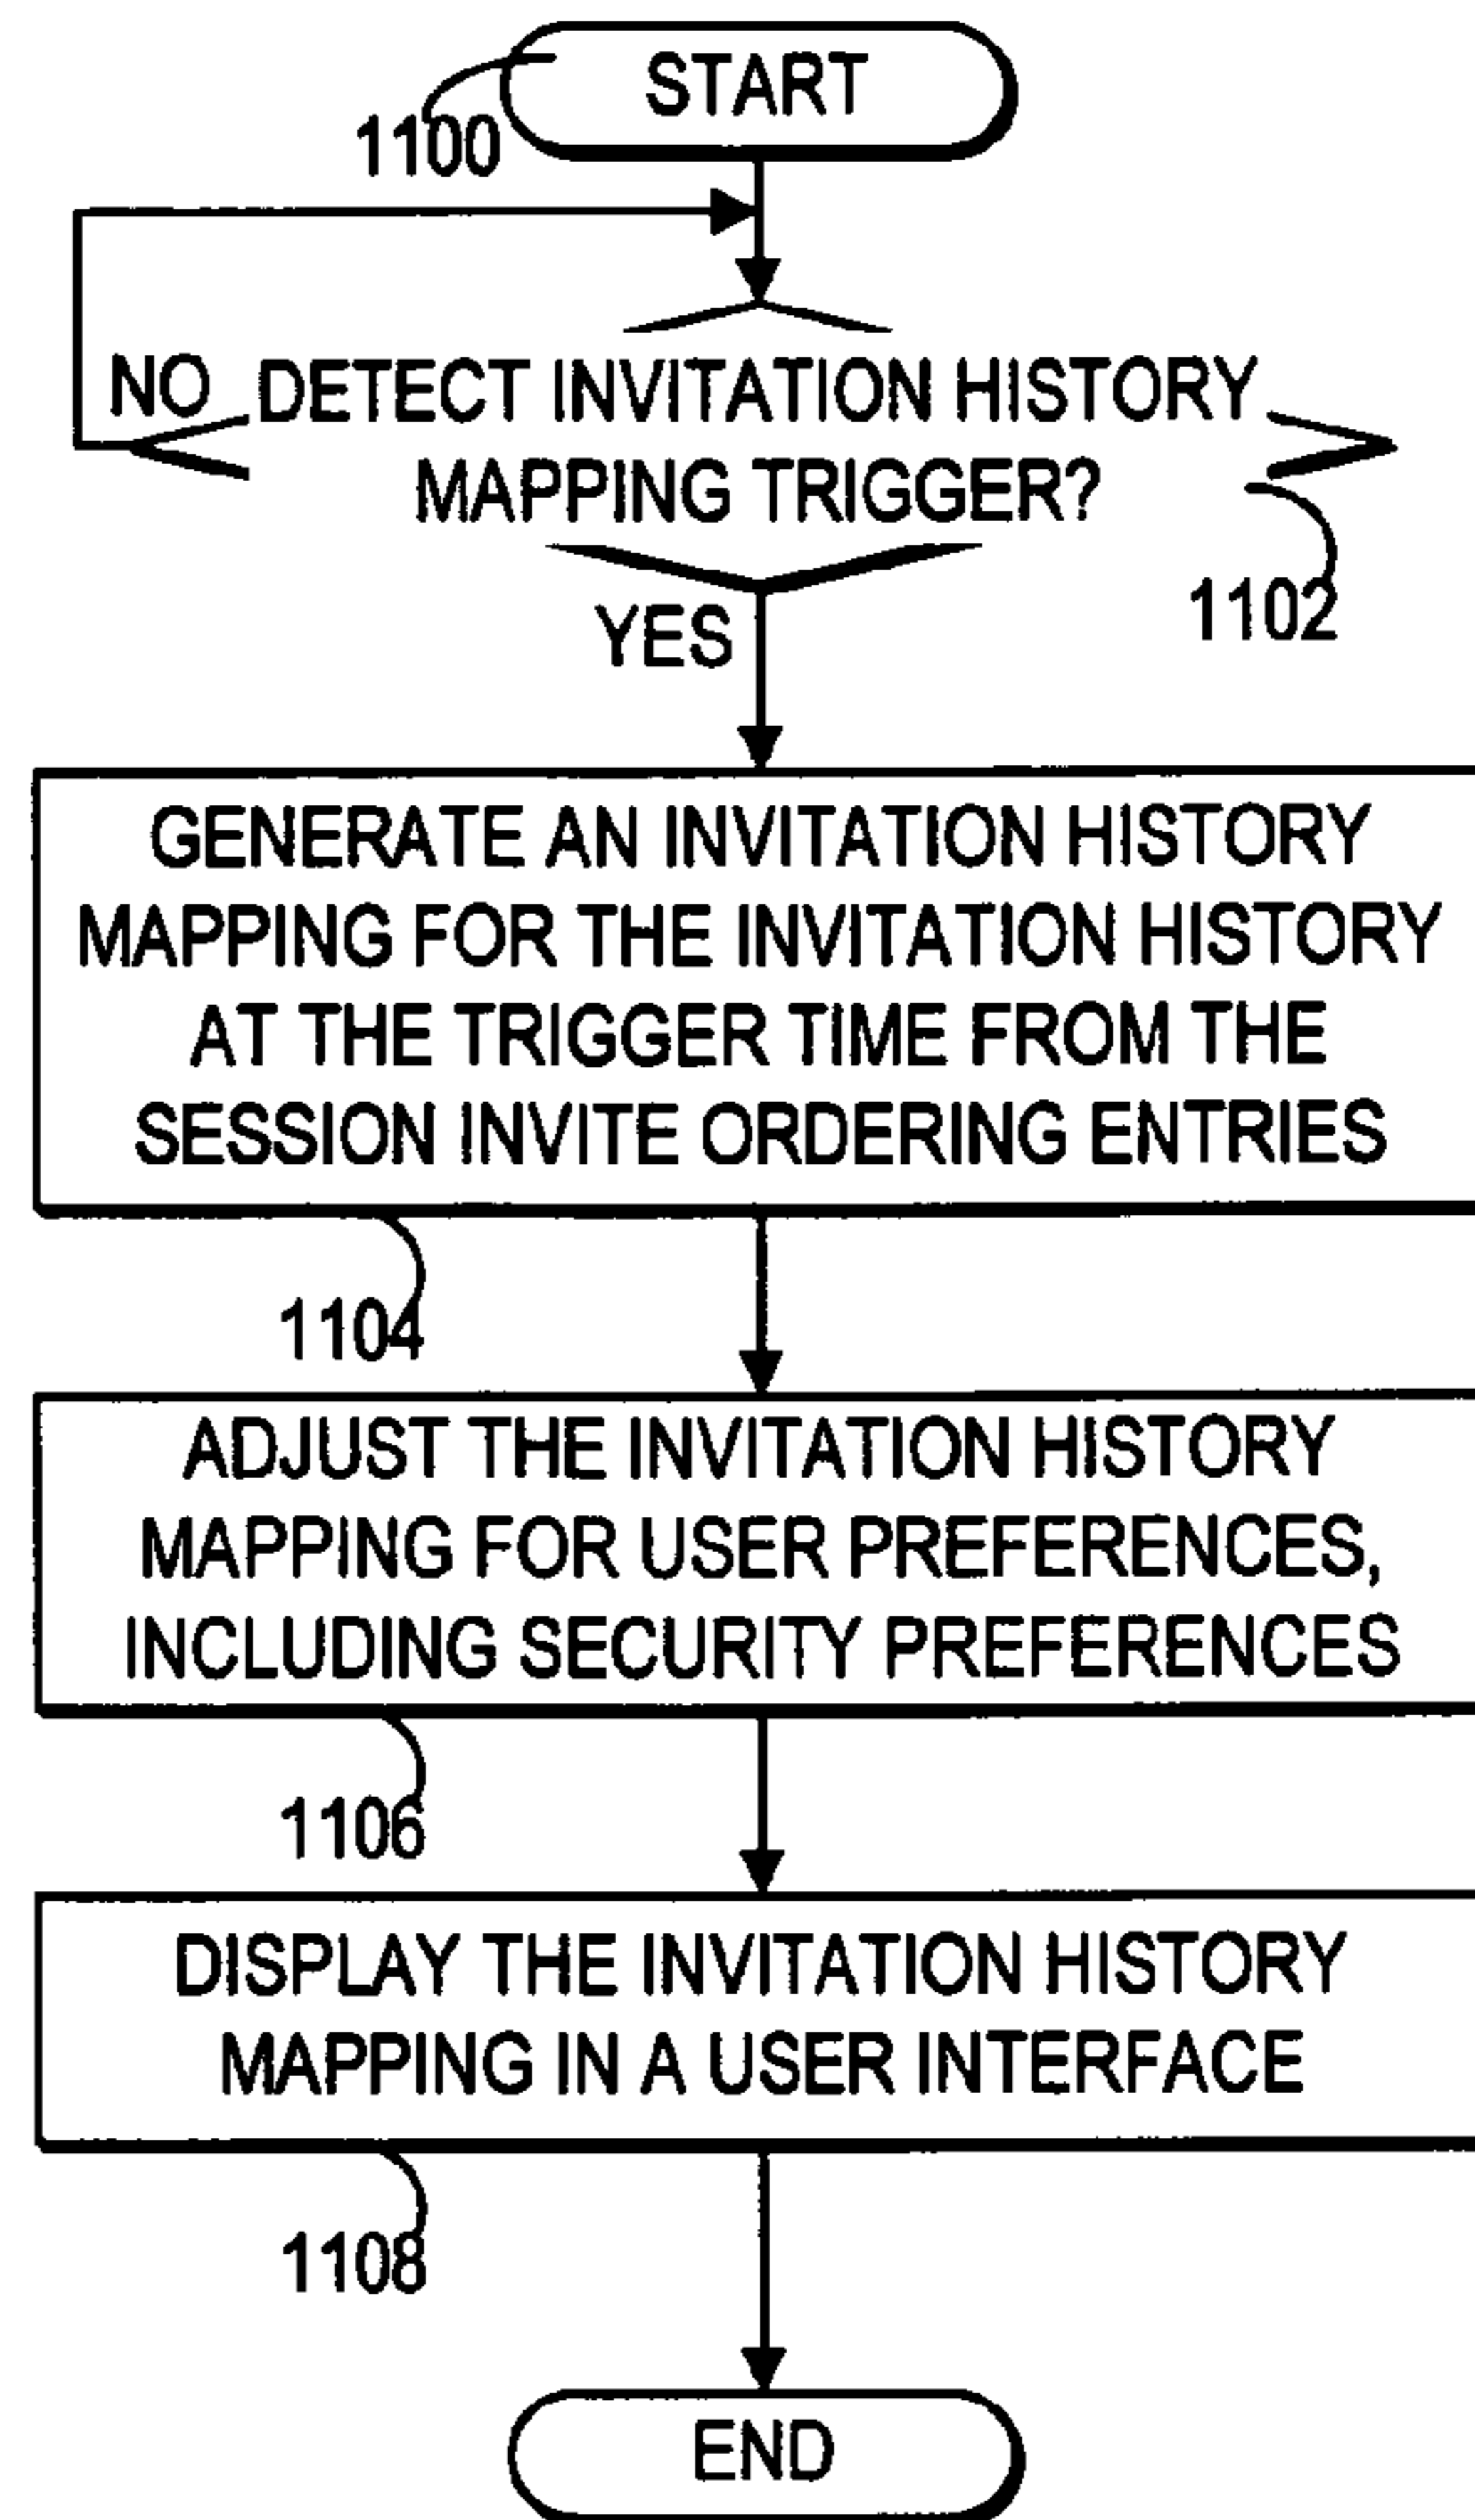 START
1100
NO
DETECT INVITATION HISTORY
MAPPING TRIGGER?
1102
YES
GENERATE AN INVITATION HISTORY
MAPPING FOR THE INVITATION HISTORY
AT THE TRIGGER TIME FROM THE
SESSION INVITE ORDERING ENTRIES
1104
ADJUST THE INVITATION HISTORY
MAPPING FOR USER PREFERENCES,
INCLUDING SECURITY PREFERENCES
1106
DISPLAY THE INVITATION HISTORY
MAPPING IN A USER INTERFACE
1108
END